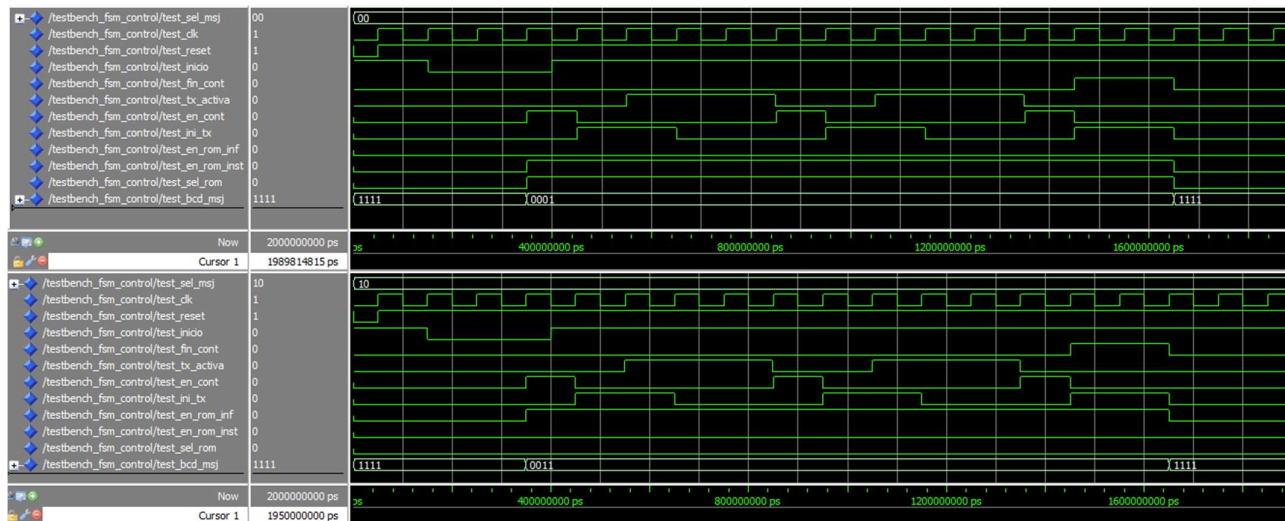 /testbench_fsm_control/test_sel_msj 00 00
/testbench_fsm_control/test_clk 1
/testbench_fsm_control/test_reset 1
/testbench_fsm_control/test_inicio 0
/testbench_fsm_control/test_fin_cont 0
/testbench_fsm_control/test_tx_activa 0
/testbench_fsm_control/test_en_cont 0
/testbench_fsm_control/test_ini_tx 0
/testbench_fsm_control/test_en_rom_inf 0
/testbench_fsm_control/test_en_rom_inst 0
/testbench_fsm_control/test_sel_rom 0
/testbench_fsm_control/test_bcd_msj 1111 1111 0001 1111
Now 2000000000 ps ps 400000000 ps 800000000 ps 1200000000 ps 1600000000 ps
Cursor 1 1989814815 ps
/testbench_fsm_control/test_sel_msj 10 10
/testbench_fsm_control/test_clk 1
/testbench_fsm_control/test_reset 1
/testbench_fsm_control/test_inicio 0
/testbench_fsm_control/test_fin_cont 0
/testbench_fsm_control/test_tx_activa 0
/testbench_fsm_control/test_en_cont 0
/testbench_fsm_control/test_ini_tx 0
/testbench_fsm_control/test_en_rom_inf 0
/testbench_fsm_control/test_en_rom_inst 0
/testbench_fsm_control/test_sel_rom 0
/testbench_fsm_control/test_bcd_msj 1111 1111 0011 1111
Now 2000000000 ps ps 400000000 ps 800000000 ps 1200000000 ps 1600000000 ps
Cursor 1 1950000000 ps